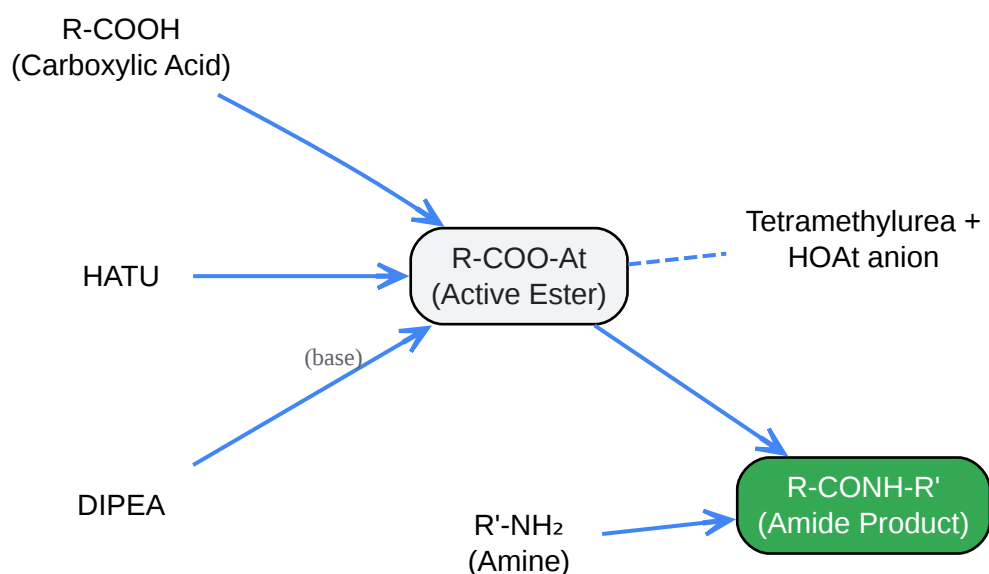 R-COOH
(Carboxylic Acid)
Tetramethylurea +
HOAt anion
R-COO-At
(Active Ester)
HATU
(base)
DIPEA
R-CONH-R'
(Amide Product)
R'-NH₂
(Amine)